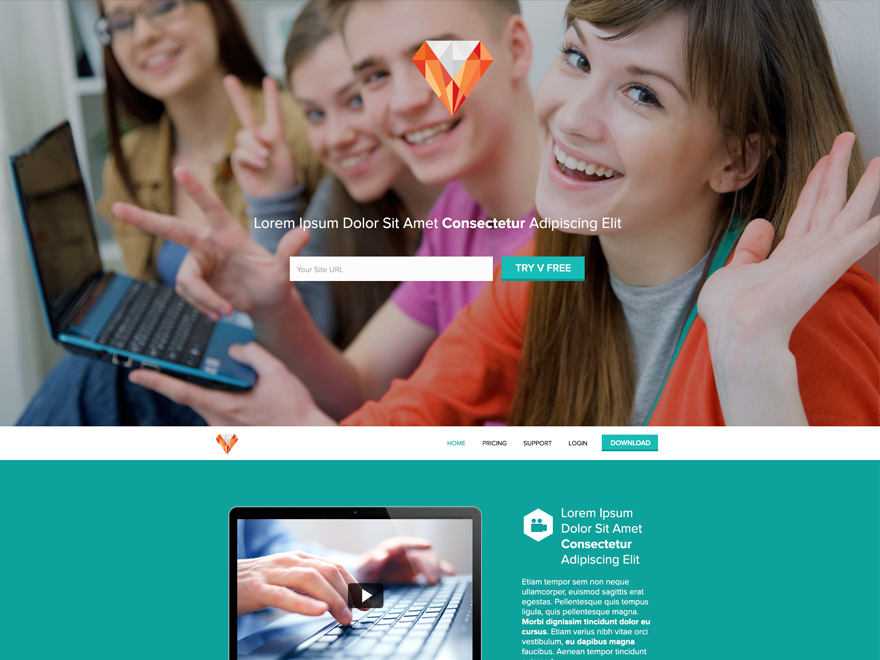 Lorem Ipsum Dolor Sit Amet Consectetur Adipiscing Elit
Your Site URL
TRY V FREE
HOME
PRICING
SUPPORT
LOGIN
DOWNLOAD
Lorem Ipsum
Dolor Sit Amet
Consectetur
Adipiscing Elit
Etiam tempor sem non neque
ullamcorper, euismod sagittis erat
egestas. Pellentesque quis tempus
ligula, quis pellentesque magna.
Morbi dignissim tincidunt dolor eu
cursus. Etiam varius nibh vitae orci
vestibulum, eu dapibus magna
faucibus. Aenean tempor tincidunt